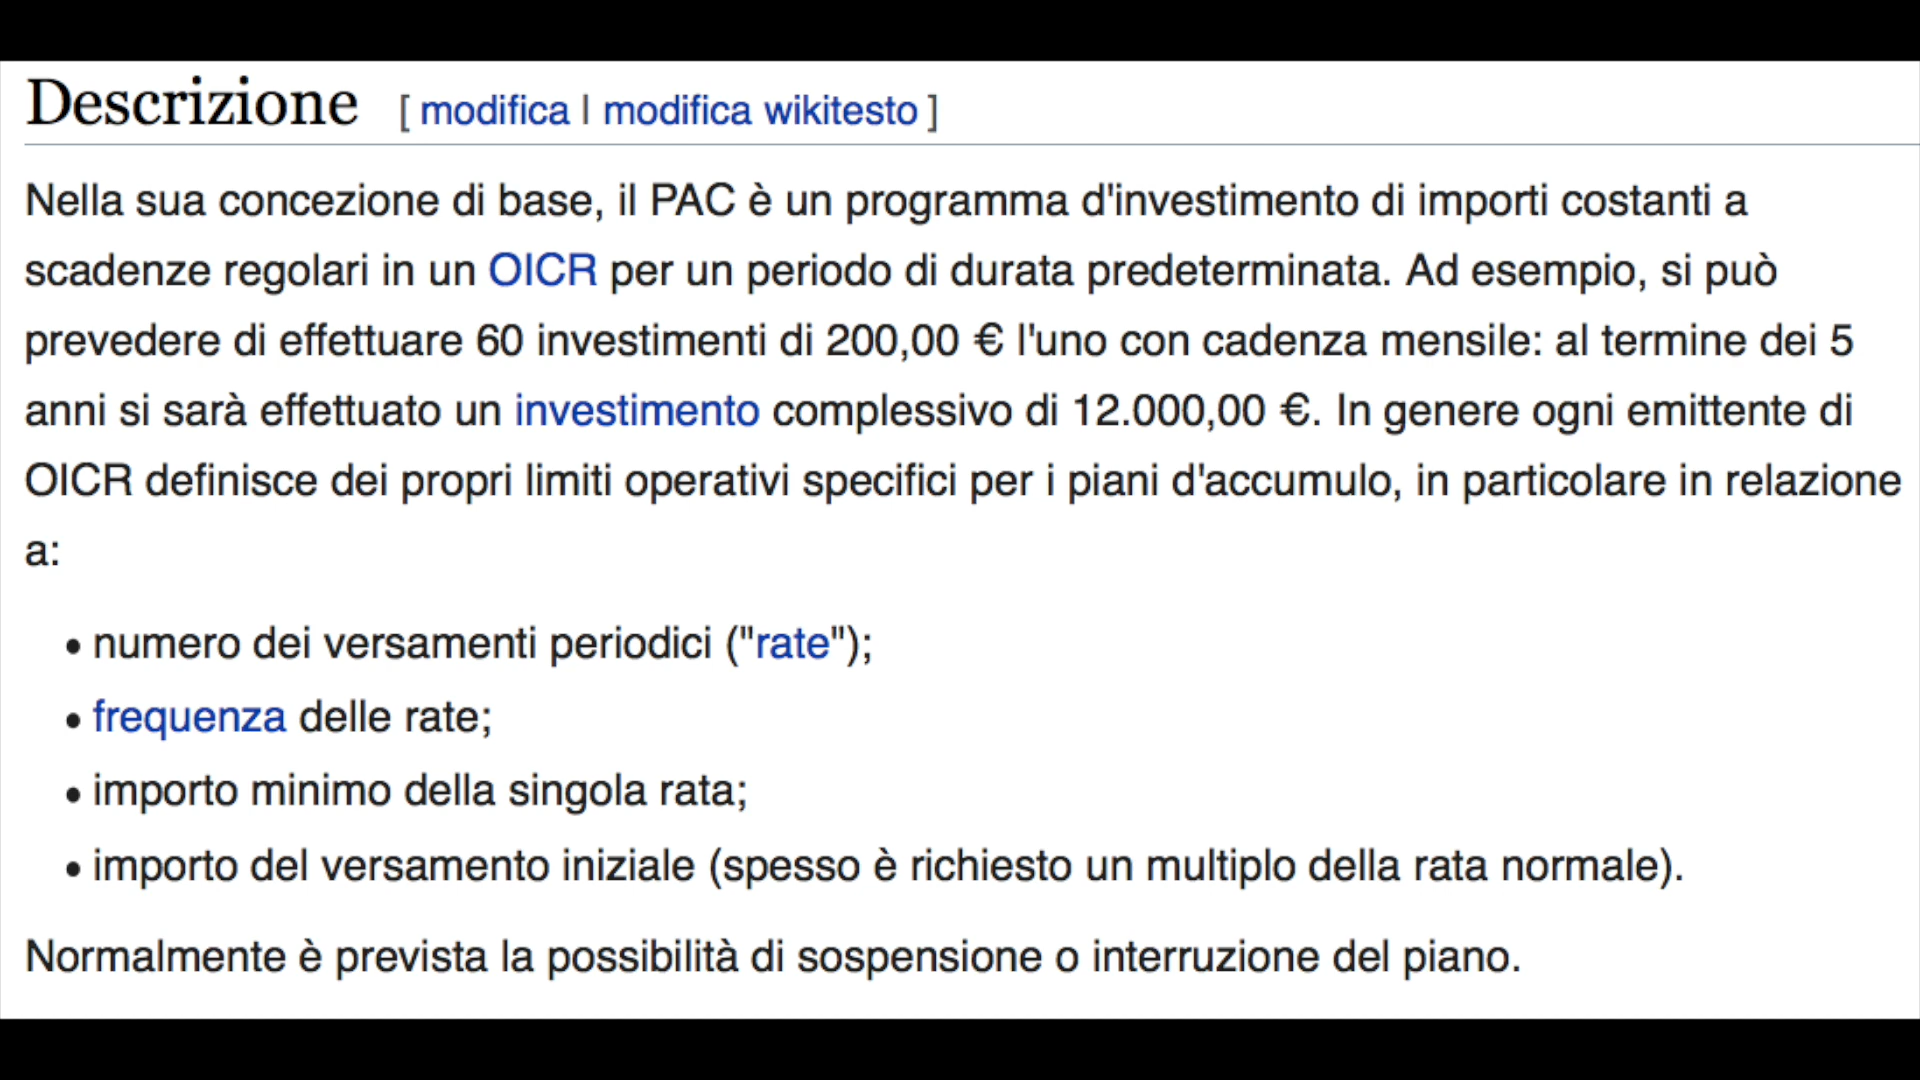 Descrizione [ modifica | modifica wikitesto ]
Nella sua concezione di base, il PAC è un programma d'investimento di importi costanti a
scadenze regolari in un OICR per un periodo di durata predeterminata. Ad esempio, si può
prevedere di effettuare 60 investimenti di 200,00 € l'uno con cadenza mensile: al termine dei 5
anni si sarà effettuato un investimento complessivo di 12.000,00 €. In genere ogni emittente di
OICR definisce dei propri limiti operativi specifici per i piani d'accumulo, in particolare in relazione
a:
• numero dei versamenti periodici ("rate");
• frequenza delle rate;
• importo minimo della singola rata;
• importo del versamento iniziale (spesso è richiesto un multiplo della rata normale).
Normalmente è prevista la possibilità di sospensione o interruzione del piano.